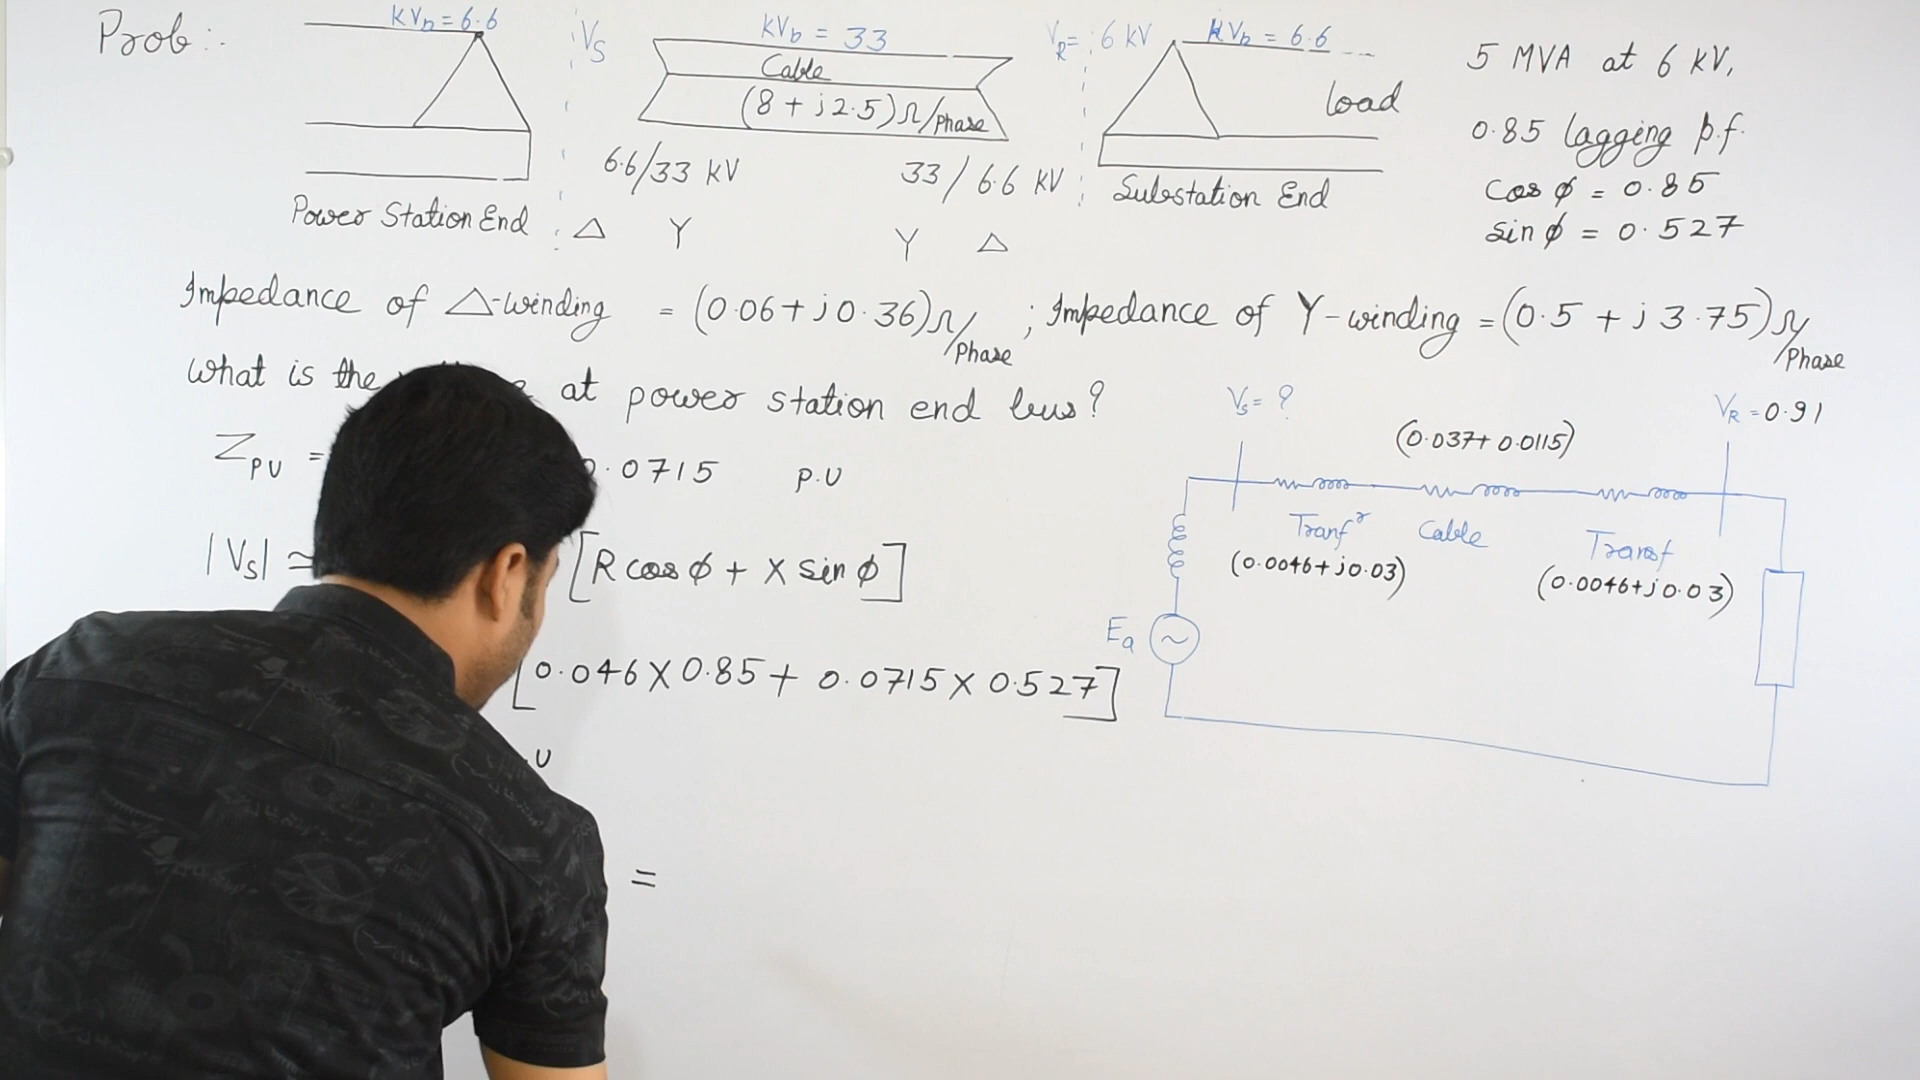 Prob :-
kVb = 6.6
VS
kVb = 33
Cable
(8 + j2.5)Ω/Phase
VR = 6 kV
kVb = 6.6
Load
5 MVA at 6 kV,
0.85 lagging p.f.
cos ϕ = 0.85
sin ϕ = 0.527
6.6/33 kV
33 / 6.6 kV
Power Station End
Substation End
Δ Y
Y Δ
Impedance of Δ-winding = (0.06+j0.36)Ω/Phase ; Impedance of Y-winding = (0.5 + j 3.75)Ω/Phase
What is the at power station end bus?
ZPU = .0715 p.u
|VS| ≃ [R cos ϕ + X sin ϕ]
[0.046 X 0.85 + 0.0715 X 0.527]
.u
=
VS = ?
VR = 0.91
(0.037+ 0.0115)
Tranfr
Cable
Transf
(0.0046+j0.03)
(0.0046+j0.03)
Ea
~